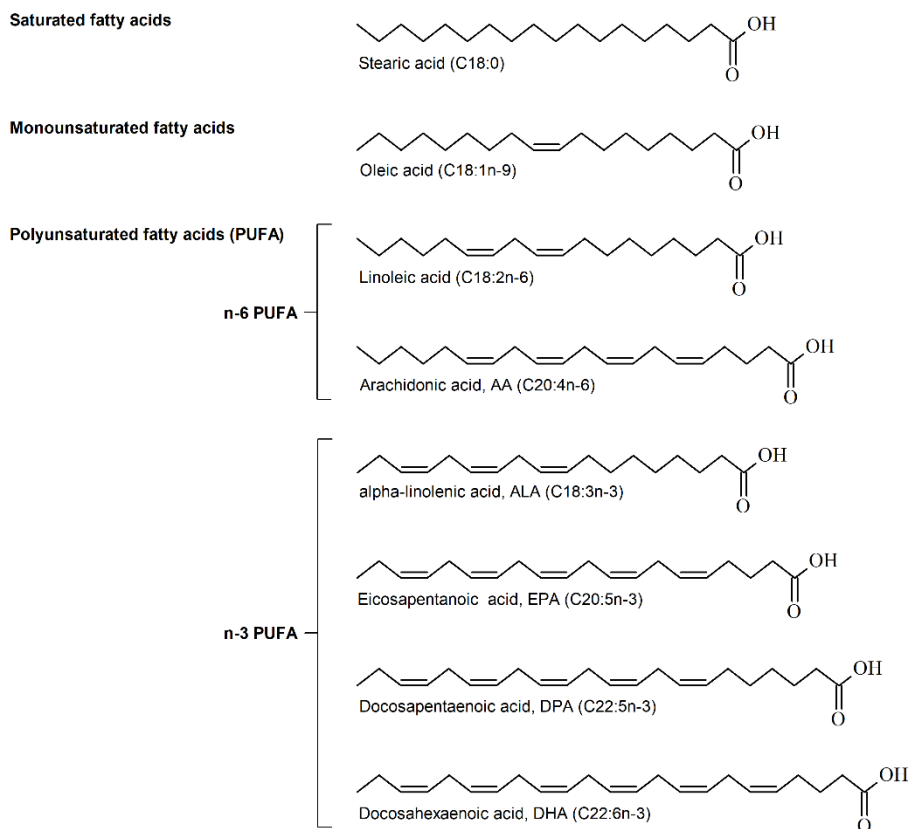 Saturated fatty acids
OH
O
Stearic acid (C18:0)
Monounsaturated fatty acids
OH
O
Oleic acid (C18:1n-9)
Polyunsaturated fatty acids (PUFA)
OH
O
Linoleic acid (C18:2n-6)
n-6 PUFA
OH
O
Arachidonic acid, AA (C20:4n-6)
OH
O
alpha-linolenic acid, ALA (C18:3n-3)
OH
O
Eicosapentanoic acid, EPA (C20:5n-3)
n-3 PUFA
OH
O
Docosapentaenoic acid, DPA (C22:5n-3)
OH
O
Docosahexaenoic acid, DHA (C22:6n-3)